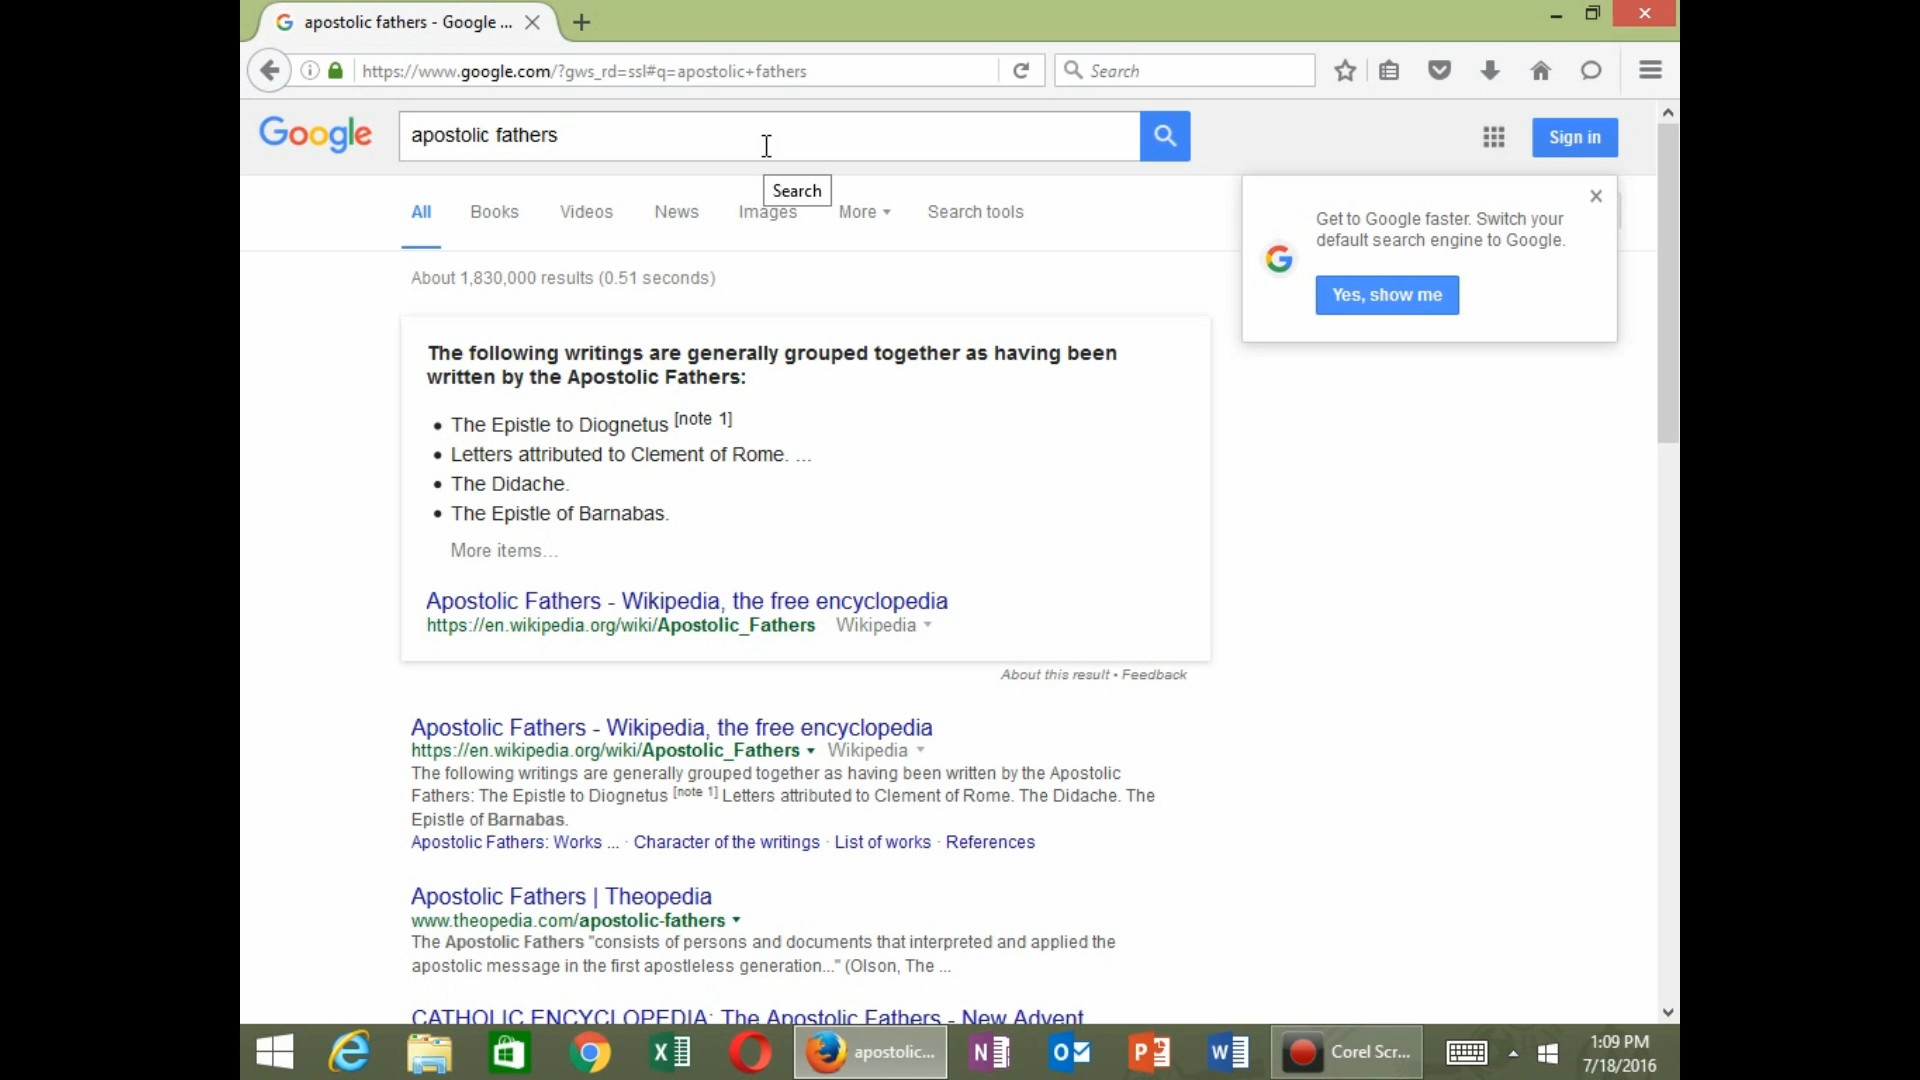 apostolic fathers - Google ...
https://www.google.com/?gws_rd=ssl#q=apostolic+fathers
Search
Google
apostolic fathers
Sign in
Search
All
Books
Videos
News
Images
More
Search tools
Get to Google faster. Switch your
default search engine to Google.
Yes, show me
About 1,830,000 results (0.51 seconds)
The following writings are generally grouped together as having been
written by the Apostolic Fathers:
• The Epistle to Diognetus [note 1]
• Letters attributed to Clement of Rome. ...
• The Didache.
• The Epistle of Barnabas.
More items...
Apostolic Fathers - Wikipedia, the free encyclopedia
https://en.wikipedia.org/wiki/Apostolic_Fathers Wikipedia
About this result • Feedback
Apostolic Fathers - Wikipedia, the free encyclopedia
https://en.wikipedia.org/wiki/Apostolic_Fathers Wikipedia
The following writings are generally grouped together as having been written by the Apostolic
Fathers: The Epistle to Diognetus [note 1] Letters attributed to Clement of Rome. The Didache. The
Epistle of Barnabas.
Apostolic Fathers: Works ... · Character of the writings · List of works · References
Apostolic Fathers | Theopedia
www.theopedia.com/apostolic-fathers
The Apostolic Fathers "consists of persons and documents that interpreted and applied the
apostolic message in the first apostleless generation..." (Olson, The ...
CATHOLIC ENCYCLOPEDIA: The Apostolic Fathers - New Advent
apostolic...
Corel Scr...
1:09 PM
7/18/2016